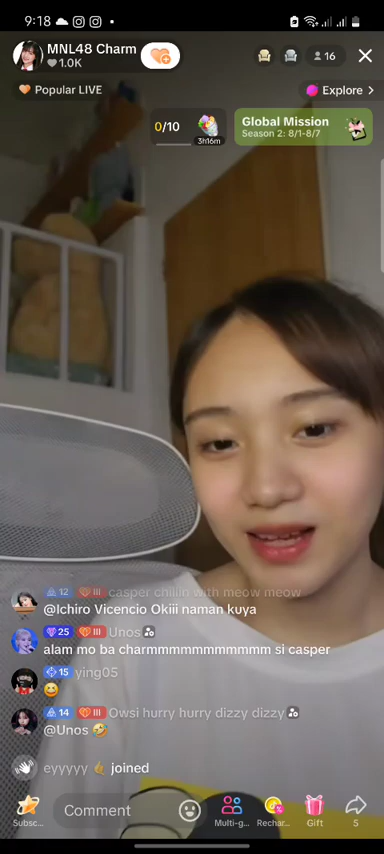 9:18
MNL48 Charm
1.0K
16
Popular LIVE
Explore >
0/10
3h16m
Global Mission
Season 2: 8/1-8/7
12 III casper chillin with meow meow
@Ichiro Vicencio Okiii naman kuya
25 III Unos
alam mo ba charmmmmmmmmmmm si casper
15 ying05
14 III Owsi hurry hurry dizzy dizzy
@Unos
eyyyyy joined
Subsc...
Comment
Multi-g...
Rechar...
Gift
5